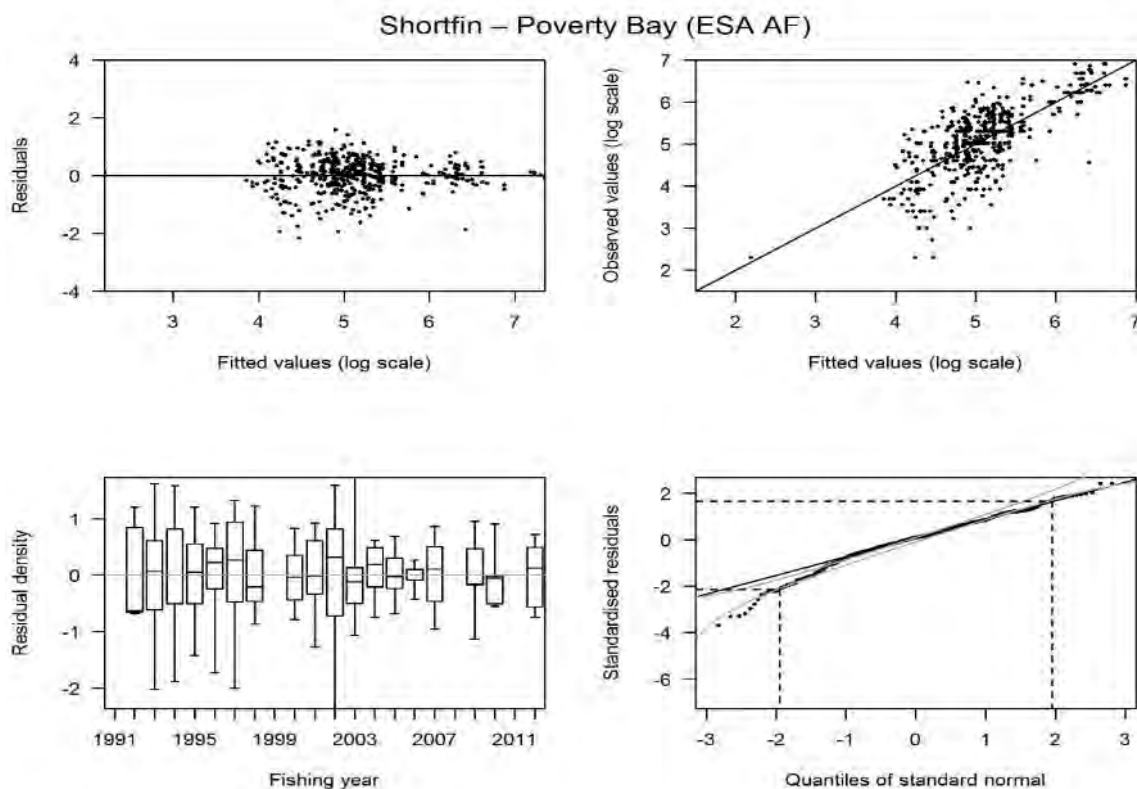 Shortfin – Poverty Bay (ESA AF)
4
2
0
-2
-4
Residuals
3 4 5 6 7
Fitted values (log scale)
7
6
5
4
3
2
Observed values (log scale)
2 3 4 5 6 7
Fitted values (log scale)
1
0
-1
-2
Residual density
1991 1995 1999 2003 2007 2011
Fishing year
2
0
-2
-4
-6
Standardised residuals
-3 -2 -1 0 1 2 3
Quantiles of standard normal